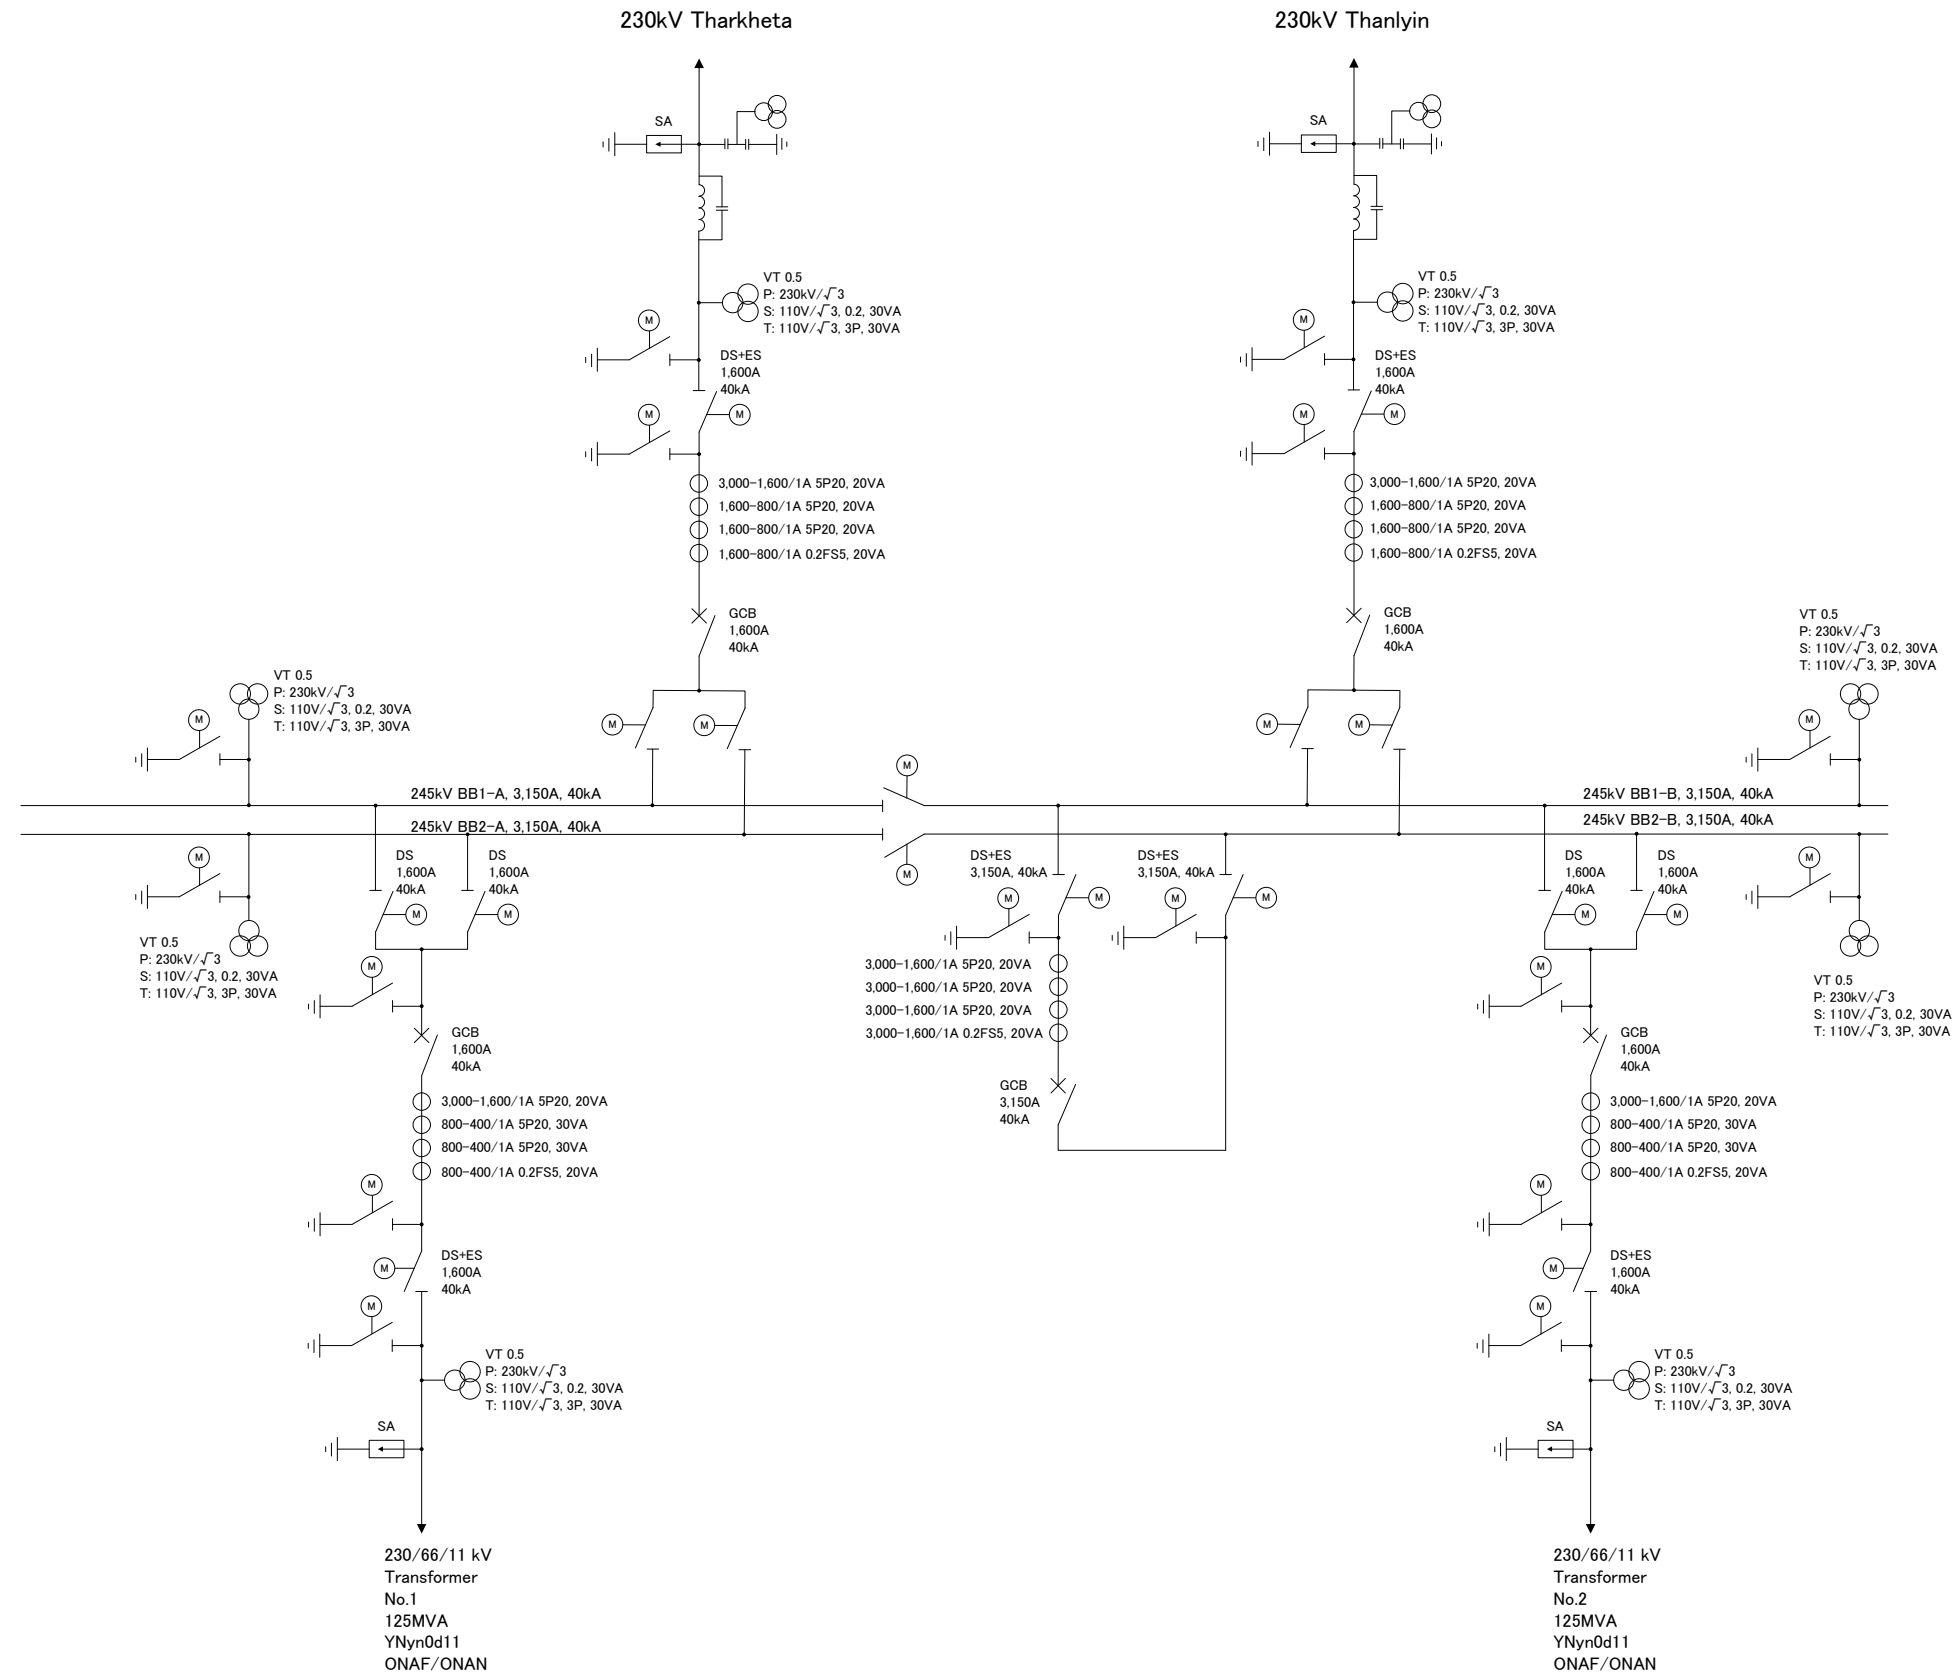 230kV Tharkheta
230kV Thanlyin
SA
SA
VT 0.5
P: 230kV/√3
S: 110V/√3, 0.2, 30VA
T: 110V/√3, 3P, 30VA
VT 0.5
P: 230kV/√3
S: 110V/√3, 0.2, 30VA
T: 110V/√3, 3P, 30VA
M
M
DS+ES
1,600A
40kA
DS+ES
1,600A
40kA
M
M
M
M
3,000-1,600/1A 5P20, 20VA
1,600-800/1A 5P20, 20VA
1,600-800/1A 5P20, 20VA
1,600-800/1A 0.2FS5, 20VA
3,000-1,600/1A 5P20, 20VA
1,600-800/1A 5P20, 20VA
1,600-800/1A 5P20, 20VA
1,600-800/1A 0.2FS5, 20VA
GCB
1,600A
40kA
GCB
1,600A
40kA
VT 0.5
P: 230kV/√3
S: 110V/√3, 0.2, 30VA
T: 110V/√3, 3P, 30VA
VT 0.5
P: 230kV/√3
S: 110V/√3, 0.2, 30VA
T: 110V/√3, 3P, 30VA
M
M
M
M
M
M
M
245kV BB1-A, 3,150A, 40kA
245kV BB1-B, 3,150A, 40kA
245kV BB2-A, 3,150A, 40kA
245kV BB2-B, 3,150A, 40kA
M
M
M
DS
1,600A
40kA
DS
1,600A
40kA
DS+ES
3,150A, 40kA
DS+ES
3,150A, 40kA
DS
1,600A
40kA
DS
1,600A
40kA
M
M
M
M
M
M
M
M
VT 0.5
P: 230kV/√3
S: 110V/√3, 0.2, 30VA
T: 110V/√3, 3P, 30VA
VT 0.5
P: 230kV/√3
S: 110V/√3, 0.2, 30VA
T: 110V/√3, 3P, 30VA
M
M
3,000-1,600/1A 5P20, 20VA
3,000-1,600/1A 5P20, 20VA
3,000-1,600/1A 5P20, 20VA
3,000-1,600/1A 0.2FS5, 20VA
GCB
1,600A
40kA
GCB
3,150A
40kA
GCB
1,600A
40kA
3,000-1,600/1A 5P20, 20VA
800-400/1A 5P20, 30VA
800-400/1A 5P20, 30VA
800-400/1A 0.2FS5, 20VA
3,000-1,600/1A 5P20, 20VA
800-400/1A 5P20, 30VA
800-400/1A 5P20, 30VA
800-400/1A 0.2FS5, 20VA
M
M
M
DS+ES
1,600A
40kA
M
DS+ES
1,600A
40kA
M
M
VT 0.5
P: 230kV/√3
S: 110V/√3, 0.2, 30VA
T: 110V/√3, 3P, 30VA
VT 0.5
P: 230kV/√3
S: 110V/√3, 0.2, 30VA
T: 110V/√3, 3P, 30VA
SA
SA
230/66/11 kV
Transformer
No.1
125MVA
YNyn0d11
ONAF/ONAN
230/66/11 kV
Transformer
No.2
125MVA
YNyn0d11
ONAF/ONAN